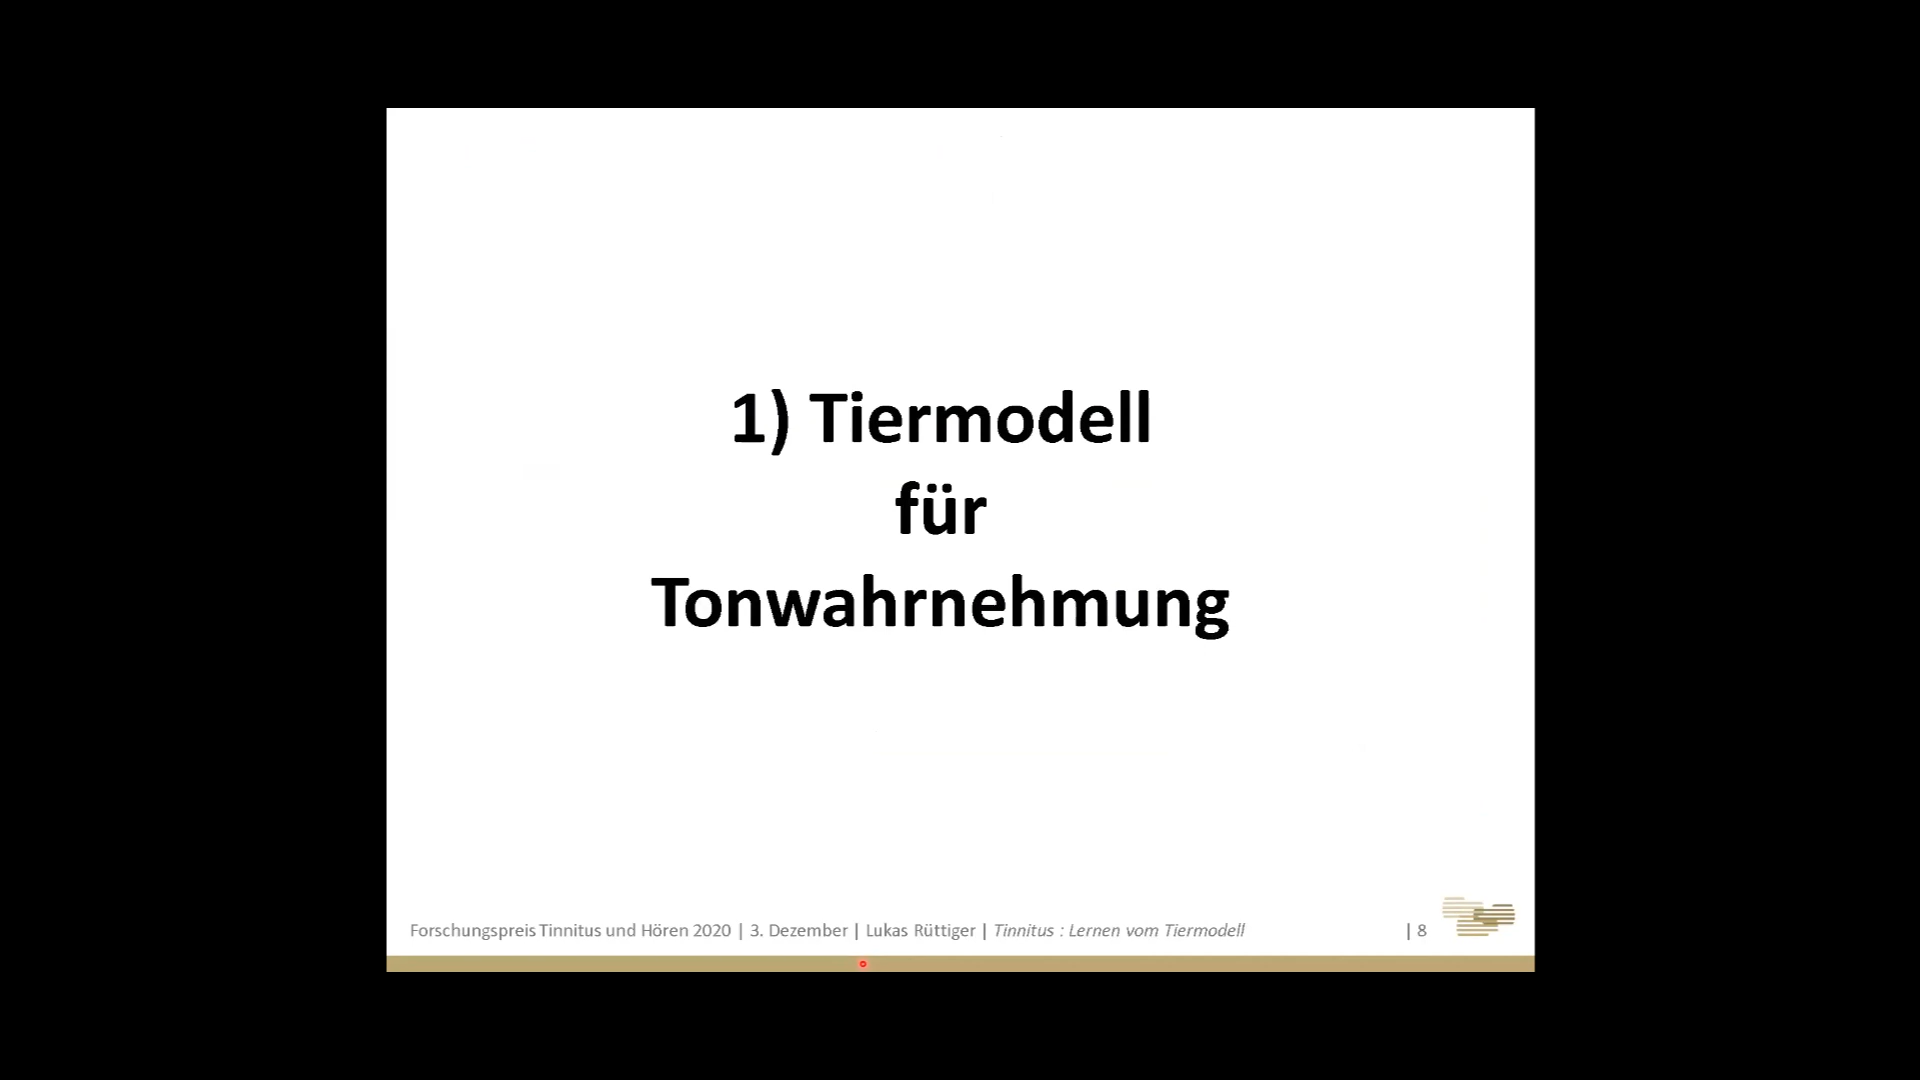 1) Tiermodell
für
Tonwahrnehmung
Forschungspreis Tinnitus und Hören 2020 | 3. Dezember | Lukas Rüttiger | Tinnitus : Lernen vom Tiermodell | 8